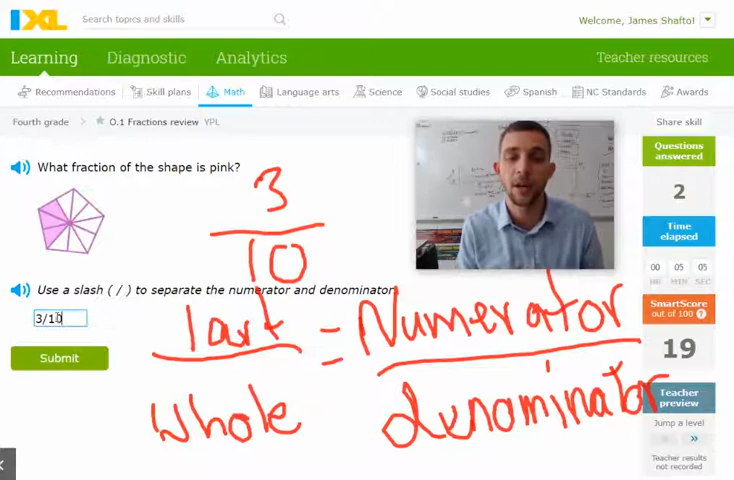 IXL
Search topics and skills
Welcome, James Shafto!
Learning Diagnostic Analytics Teacher resources
Recommendations Skill plans Math Language arts Science Social studies Spanish NC Standards Awards
Fourth grade O.1 Fractions review YPL Share skill
What fraction of the shape is pink?
3
10
Use a slash ( / ) to separate the numerator and denominator.
3/10
Submit
Part = Numerator
whole denominator
Questions
answered
2
Time
elapsed
00 05 05
HR MIN SEC
SmartScore
out of 100 ?
19
Teacher
preview
Jump a level
«  »
Teacher results
not recorded